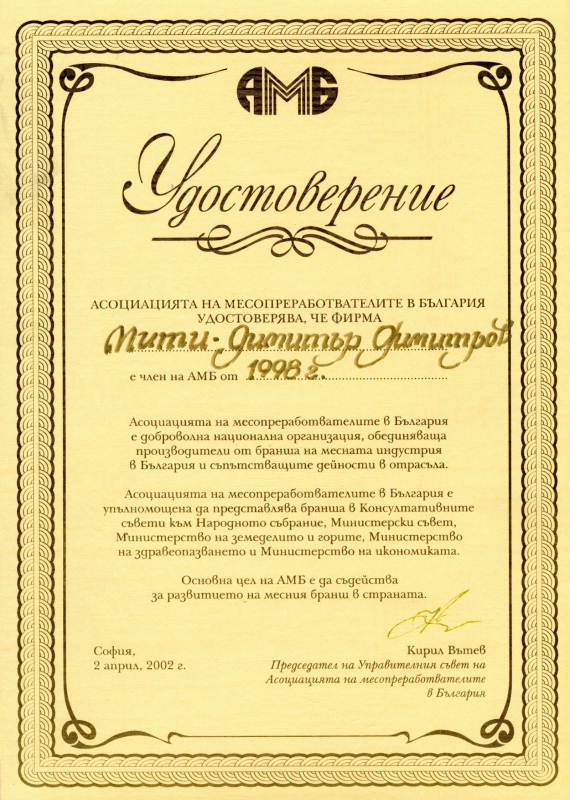 АМБ
Удостоверение
АСОЦИАЦИЯТА НА МЕСОПРЕРАБОТВАТЕЛИТЕ В БЪЛГАРИЯ
УДОСТОВЕРЯВА, ЧЕ ФИРМА
Мити - Димитър Димитров
е член на АМБ от 1998 г.
Асоциацията на месопреработвателите в България
е доброволна национална организация, обединяваща
производители от бранша на месната индустрия
в България и съпътстващите дейности в отрасъла.
Асоциацията на месопреработвателите в България е
упълномощена да представлява бранша в Консултативните
съвети към Народното събрание, Министерски съвет,
Министерство на земеделито и горите, Министерство
на здравеопазването и Министерство на икономиката.
Основна цел на АМБ е да съдейства
за развитието на месния бранш в страната.
София,
2 април, 2002 г.
Кирил Вътев
Председател на Управителния съвет на
Асоциацията на месопреработвателите
в България